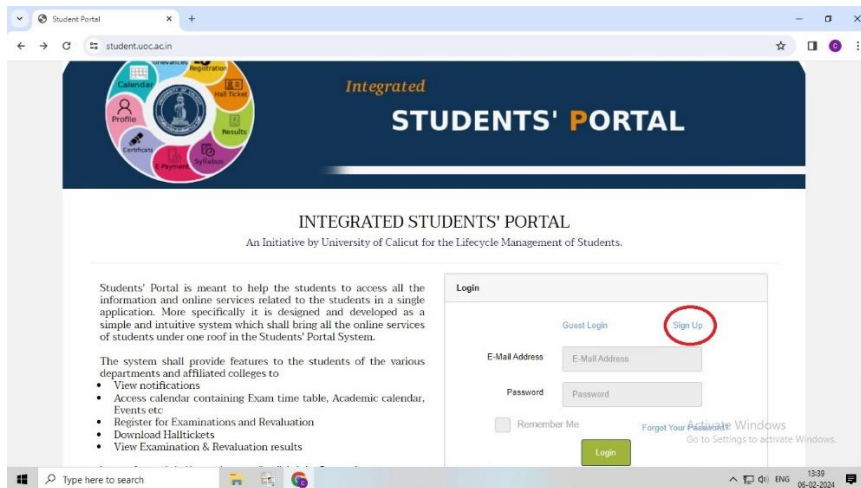 Student Portal
student.uoc.ac.in
Grievances
Registration
Calendar
Hall Ticket
Profile
Results
Certificate
Syllabus
E-Payment
Integrated
STUDENTS' PORTAL
INTEGRATED STUDENTS' PORTAL
An Initiative by University of Calicut for the Lifecycle Management of Students.
Students' Portal is meant to help the students to access all the
information and online services related to the students in a single
application. More specifically it is designed and developed as a
simple and intuitive system which shall bring all the online services
of students under one roof in the Students' Portal System.
The system shall provide features to the students of the various
departments and affiliated colleges to
• View notifications
• Access calendar containing Exam time table, Academic calendar,
Events etc
• Register for Examinations and Revaluation
• Download Halltickets
• View Examination & Revaluation results
Login
Guest Login Sign Up
E-Mail Address E-Mail Address
Password Password
Remember Me Forgot Your Password?
Login
Activate Windows
Go to Settings to activate Windows.
Type here to search
ENG
13:39
06-02-2024